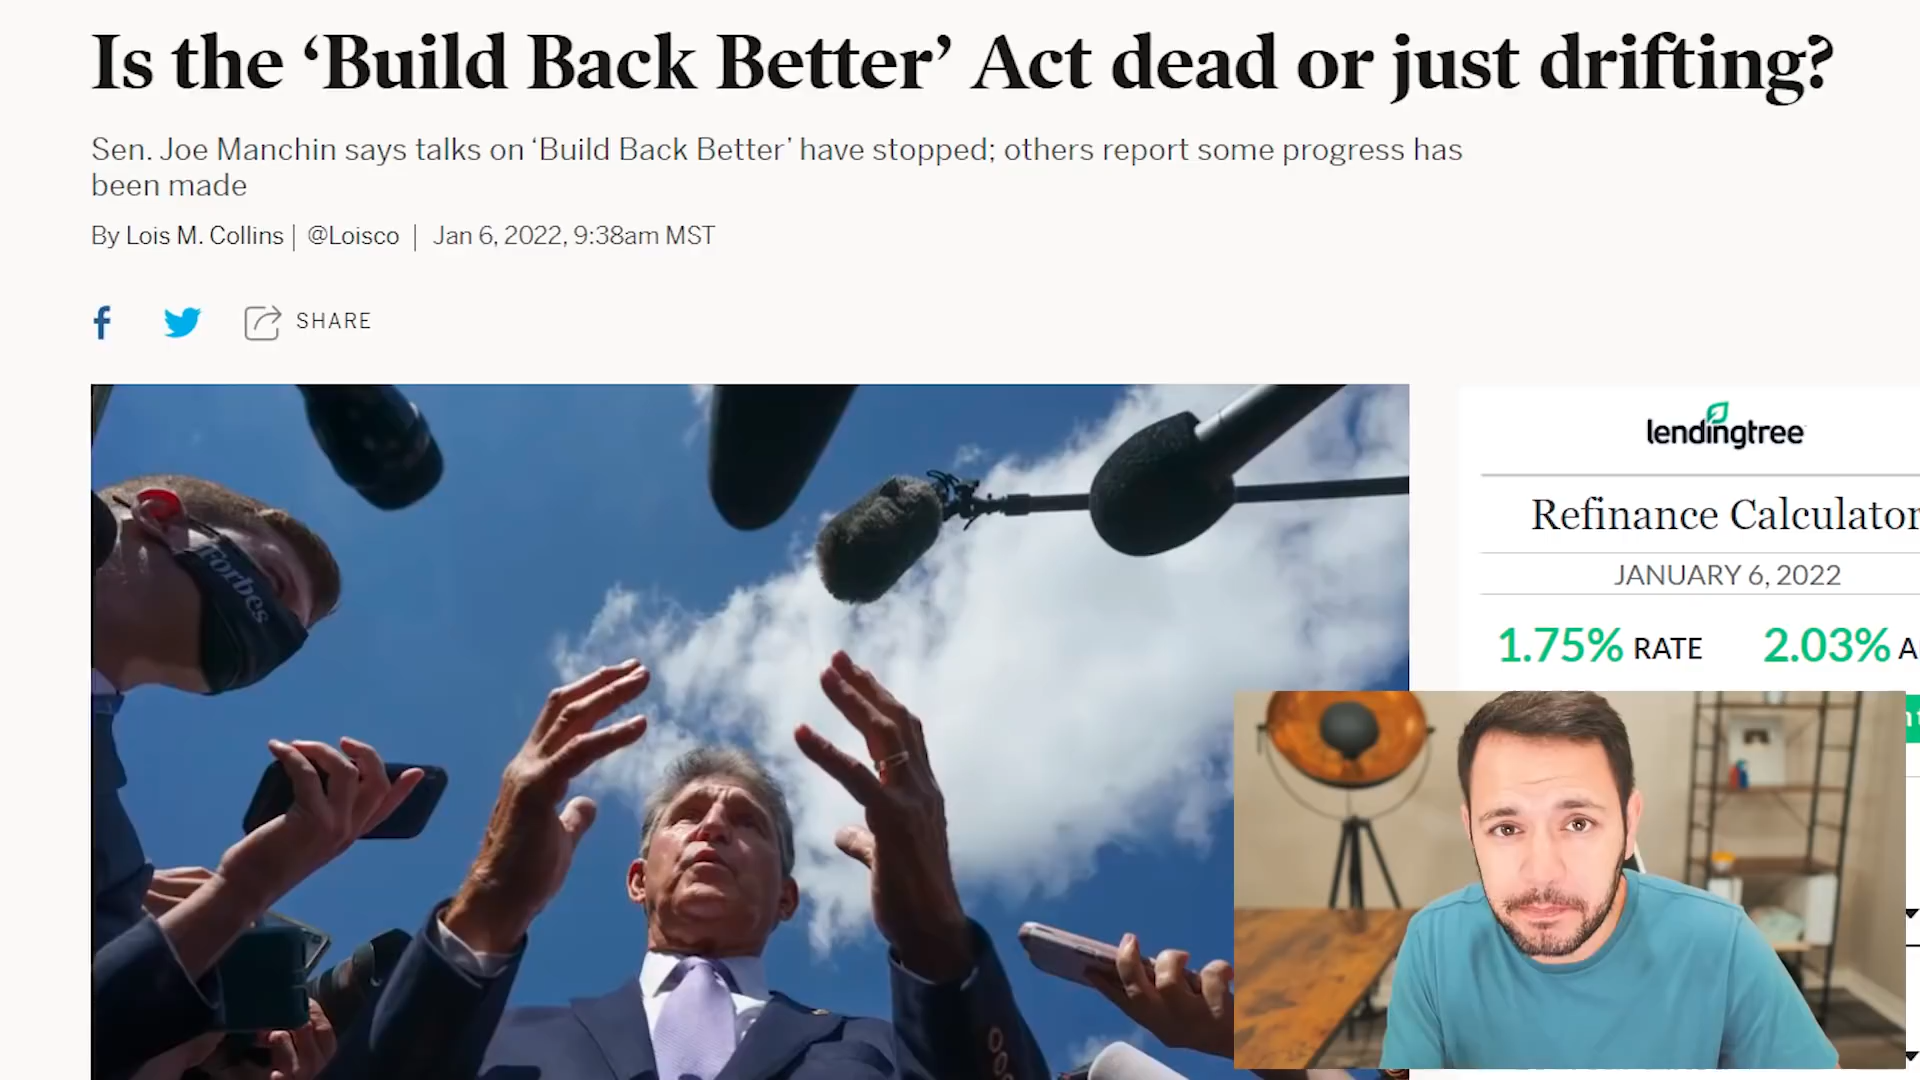 Is the ‘Build Back Better’ Act dead or just drifting?
Sen. Joe Manchin says talks on ‘Build Back Better’ have stopped; others report some progress has
been made
By Lois M. Collins | @Loisco | Jan 6, 2022, 9:38am MST
SHARE
Forbes
lendingtree
Refinance Calculator
JANUARY 6, 2022
1.75% RATE 2.03%